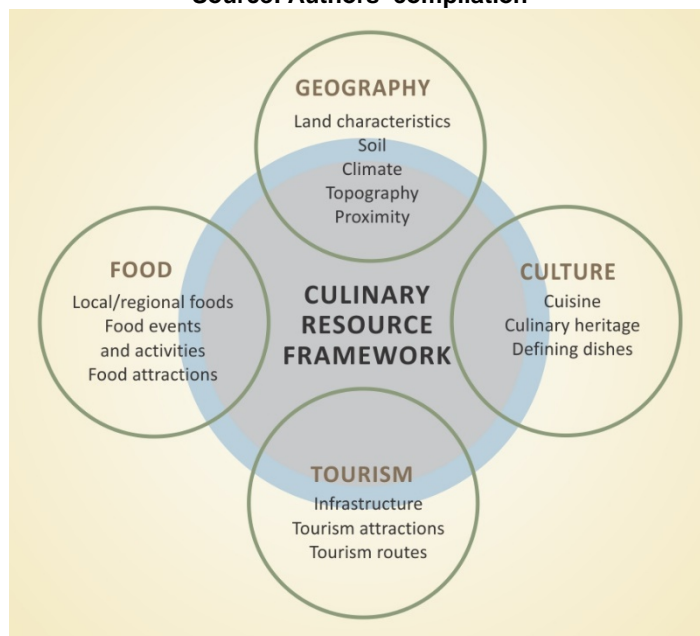 Source: Authors' compilation
GEOGRAPHY
Land characteristics
Soil
Climate
Topography
Proximity
FOOD
Local/regional foods
Food events
and activities
Food attractions
CULINARY
RESOURCE
FRAMEWORK
CULTURE
Cuisine
Culinary heritage
Defining dishes
TOURISM
Infrastructure
Tourism attractions
Tourism routes